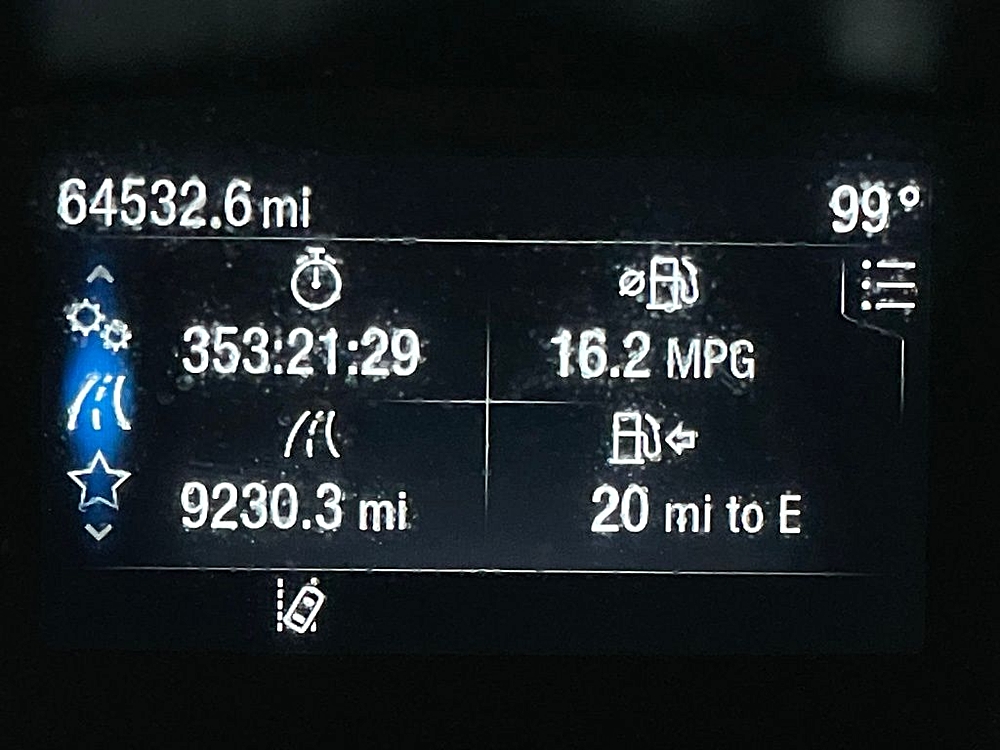 64532.6 mi 99°
353:21:29 16.2 MPG
9230.3 mi 20 mi to E